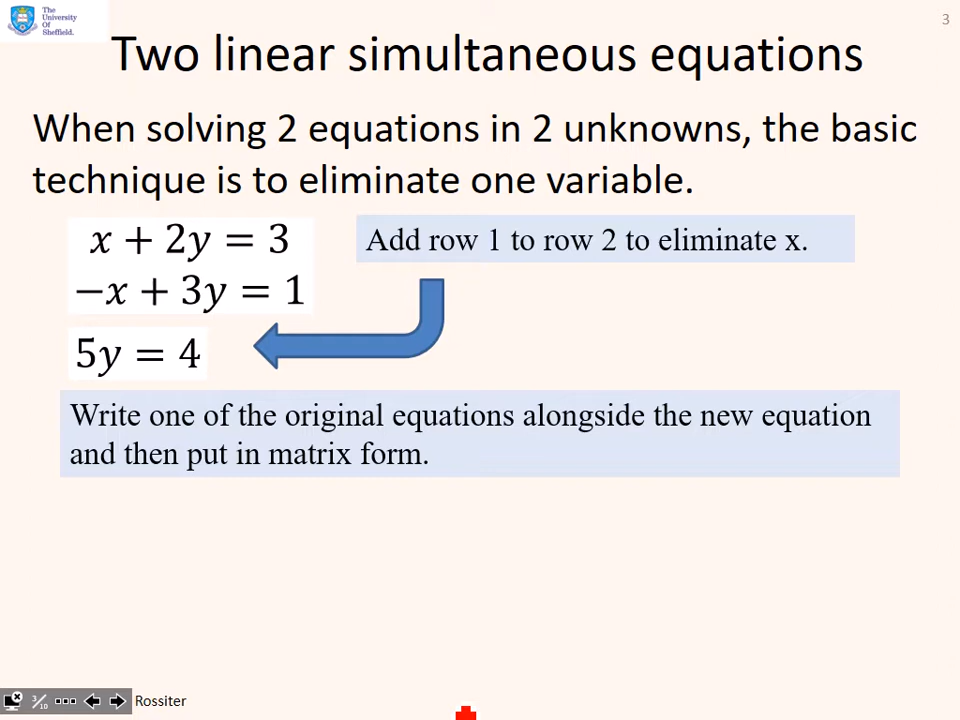 The
University
Of
Sheffield.
3
Two linear simultaneous equations
When solving 2 equations in 2 unknowns, the basic
technique is to eliminate one variable.
x + 2y = 3
−x + 3y = 1
Add row 1 to row 2 to eliminate x.
5y = 4
Write one of the original equations alongside the new equation
and then put in matrix form.
3/10
Rossiter